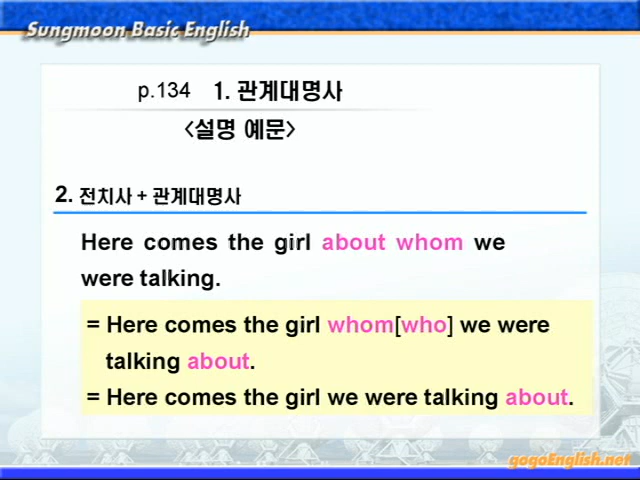 Sungmoon Basic English
p.134 1. 관계대명사
<설명 예문>
2. 전치사 + 관계대명사
Here comes the girl about whom we
were talking.
= Here comes the girl whom[who] we were
talking about.
= Here comes the girl we were talking about.
gogoEnglish.net